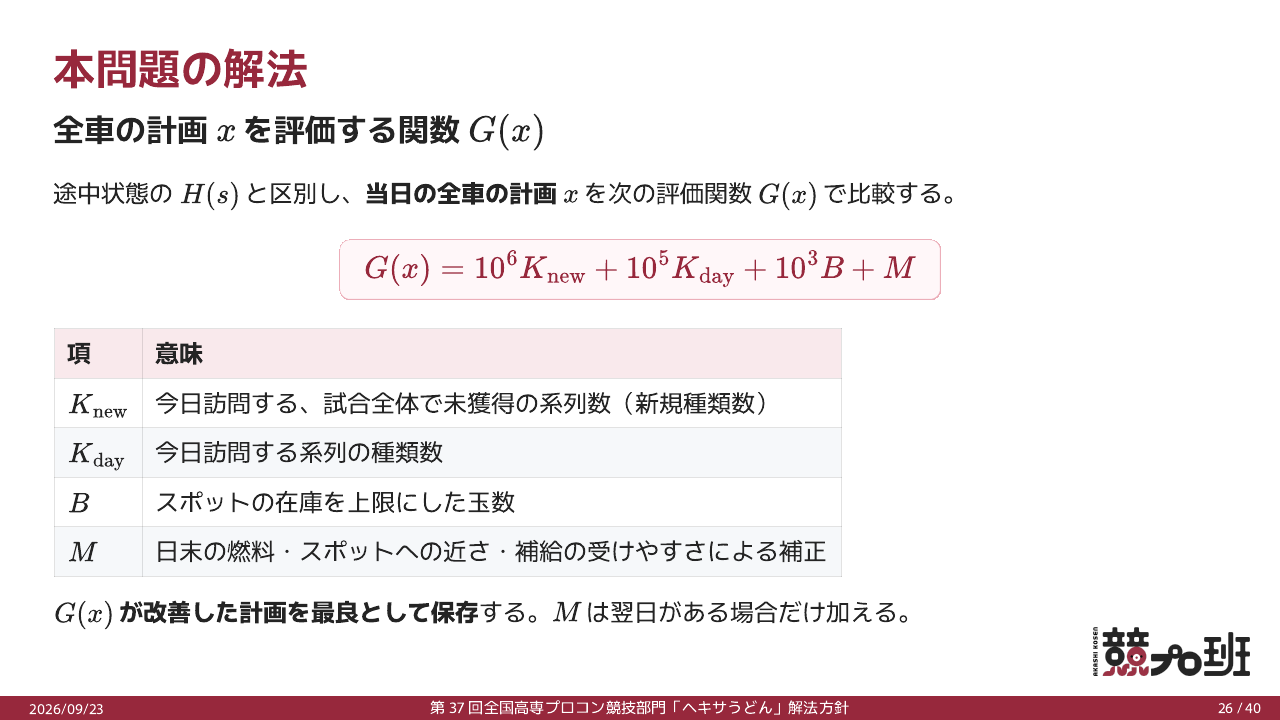 本問題の解法
全車の計画 x を評価する関数 G(x)
途中状態の H(s) と区別し、当日の全車の計画 x を次の評価関数 G(x) で比較する。
G(x) = 10^6 K_new + 10^5 K_day + 10^3 B + M
項 意味
K_new 今日訪問する、試合全体で未獲得の系列数（新規種類数）
K_day 今日訪問する系列の種類数
B スポットの在庫を上限にした玉数
M 日末の燃料・スポットへの近さ・補給の受けやすさによる補正
G(x) が改善した計画を最良として保存する。M は翌日がある場合だけ加える。
AKASHI KOSEN
競プロ班
2026/09/23
第 37 回全国高専プロコン競技部門「ヘキサうどん」解法方針
26 / 40